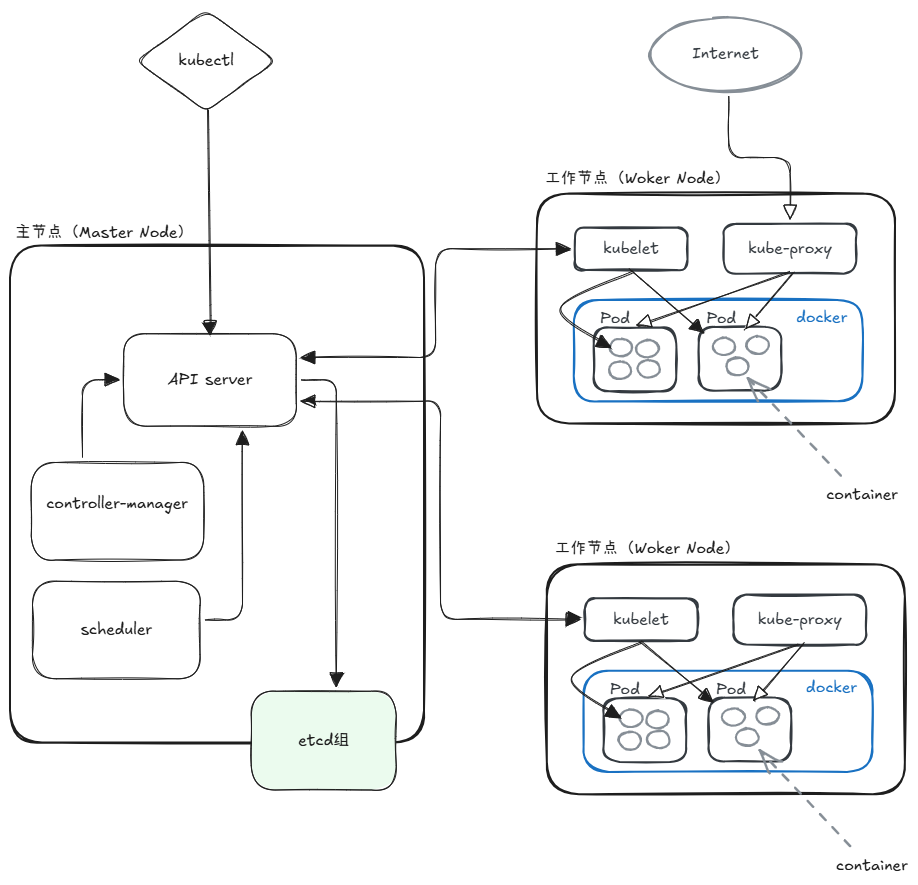 kubectl
Internet
主节点（Master Node）
API server
controller-manager
scheduler
etcd组
工作节点（Woker Node）
kubelet
kube-proxy
Pod
Pod
docker
container
工作节点（Woker Node）
kubelet
kube-proxy
Pod
Pod
docker
container